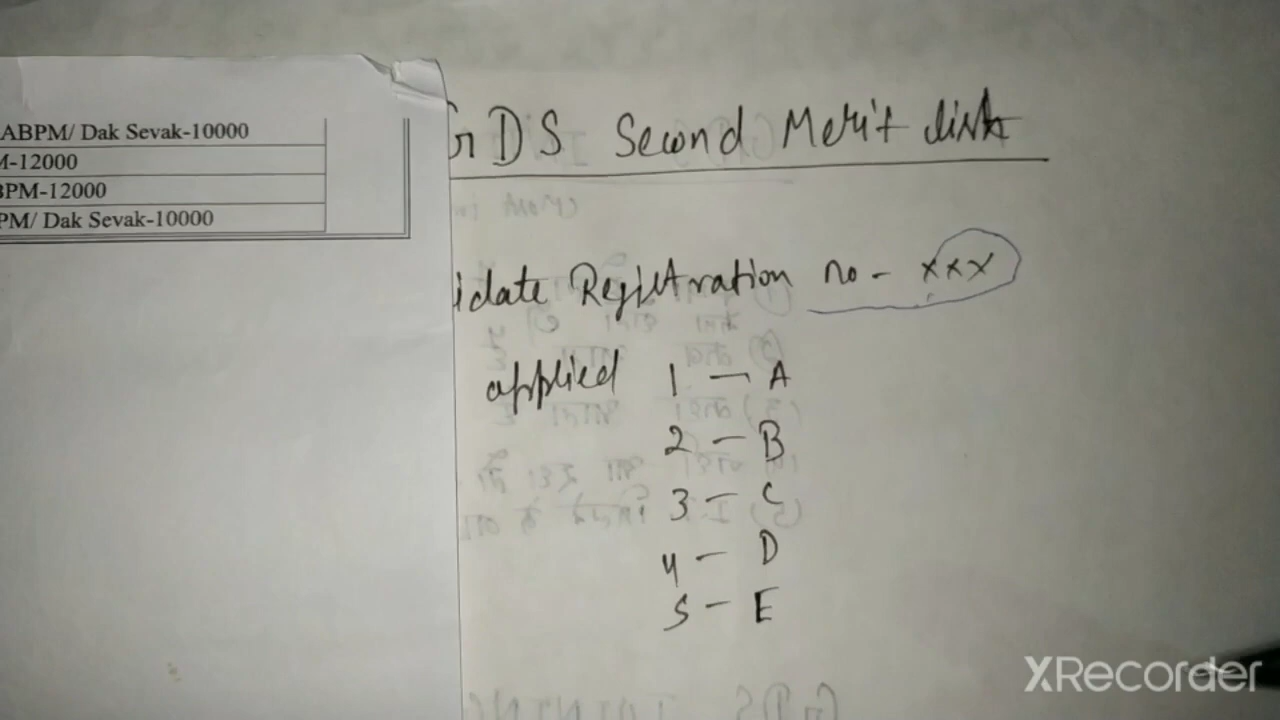 ABPM/ Dak Sevak-10000
M-12000
BPM-12000
PM/ Dak Sevak-10000
GDS Second Merit list
idate Registration no - xxx
applied 1 - A
2 - B
3 - C
4 - D
5 - E
XRecorder